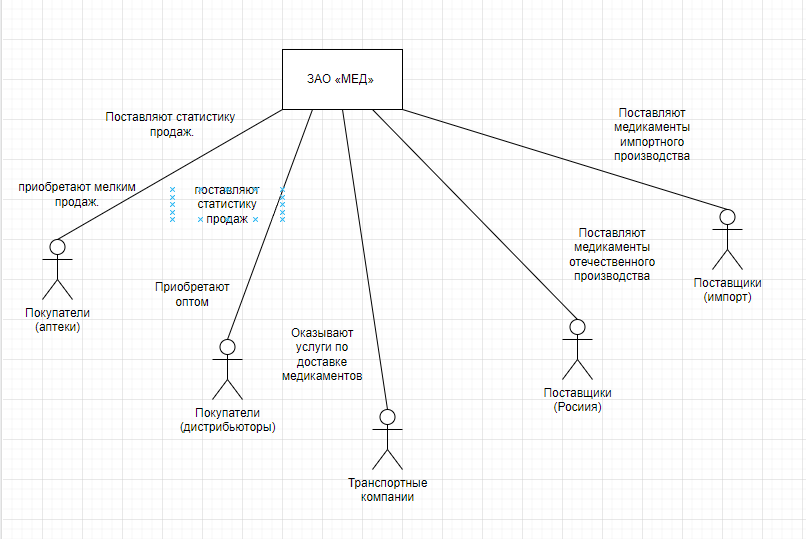 ЗАО «МЕД»
Поставляют статистику
продаж.
приобретают мелким
продаж.
поставляют
статистику
продаж
Поставляют
медикаменты
импортного
производства
Покупатели
(аптеки)
Приобретают
оптом
Покупатели
(дистрибьюторы)
Оказывают
услуги по
доставке
медикаментов
Транспортные
компании
Поставляют
медикаменты
отечественного
производства
Поставщики
(Росиия)
Поставщики
(импорт)